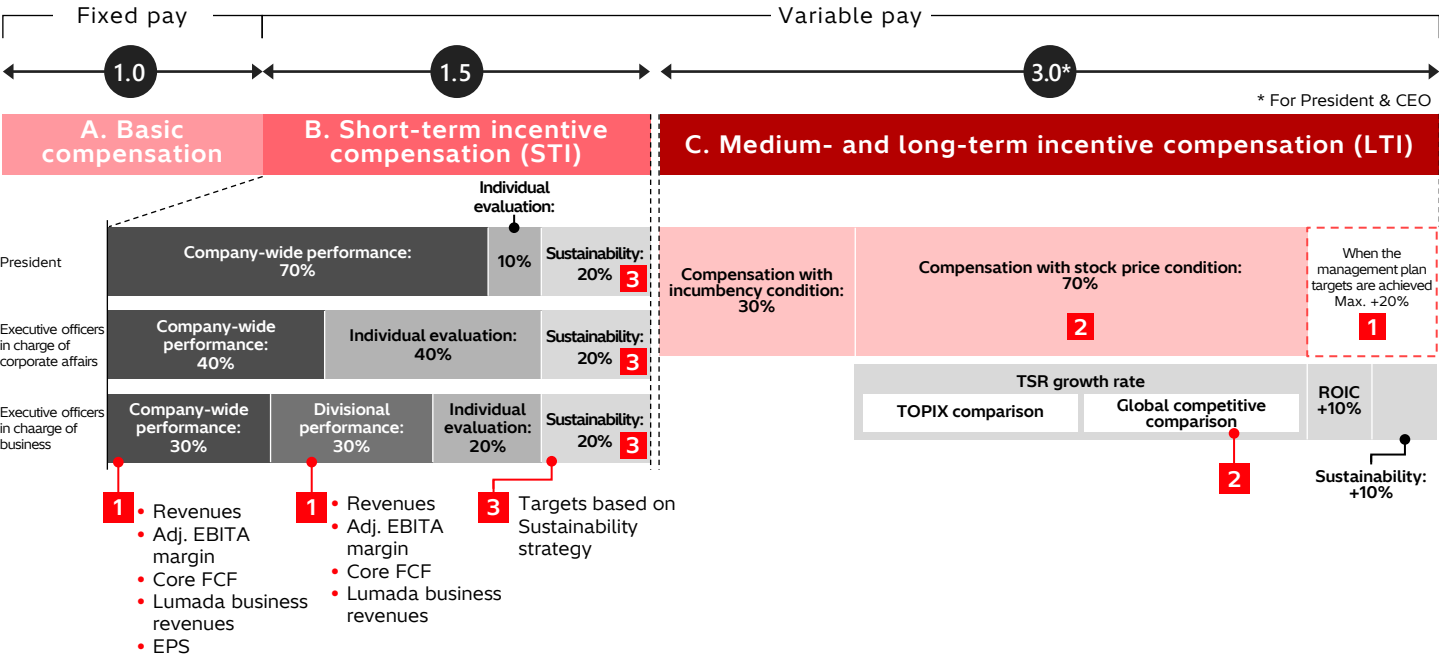 Fixed pay
Variable pay
1.0
1.5
3.0*
* For President & CEO
A. Basic
compensation
B. Short-term incentive
compensation (STI)
C. Medium- and long-term incentive compensation (LTI)
Individual
evaluation:
President
Company-wide performance:
70%
10%
Sustainability:
20%
3
Executive officers
in charge of
corporate affairs
Company-wide
performance:
40%
Individual evaluation:
40%
Sustainability:
20%
3
Executive officers
in chaarge of
business
Company-wide
performance:
30%
Divisional
performance:
30%
Individual
evaluation:
20%
Sustainability:
20%
3
Compensation with
incumbency condition:
30%
Compensation with stock price condition:
70%
2
When the
management plan
targets are achieved
Max. +20%
1
TSR growth rate
TOPIX comparison
Global competitive
comparison
2
ROIC
+10%
Sustainability:
+10%
1
• Revenues
• Adj. EBITA
margin
• Core FCF
• Lumada business
revenues
• EPS
1
• Revenues
• Adj. EBITA
margin
• Core FCF
• Lumada business
revenues
3
Targets based on
Sustainability
strategy